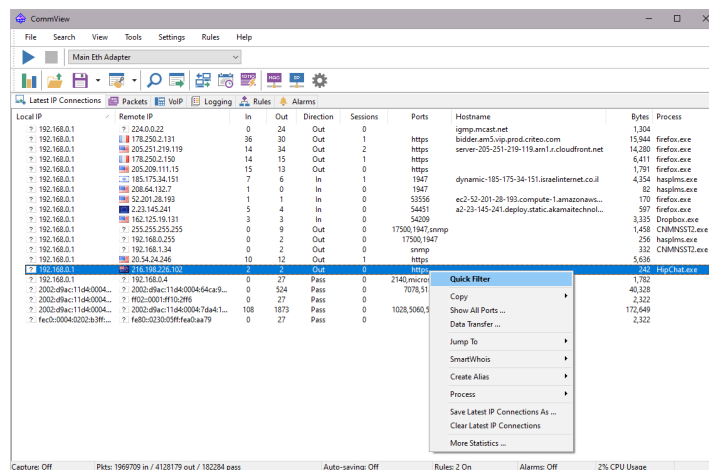 CommView
File Search View Tools Settings Rules Help
Main Eth Adapter
MAC IP
Latest IP Connections Packets VoIP Logging Rules Alarms
Local IP Remote IP In Out Direction Sessions Ports Hostname Bytes Process
? 192.168.0.1 ? 224.0.0.22 0 24 Out 0 igmp.mcast.net 1,304
? 192.168.0.1 178.250.2.131 36 30 Out 1 https bidder.am5.vip.prod.criteo.com 15,944 firefox.exe
? 192.168.0.1 205.251.219.119 14 34 Out 2 https server-205-251-219-119.arn1.r.cloudfront.net 14,280 firefox.exe
? 192.168.0.1 178.250.2.150 14 15 Out 1 https 6,411 firefox.exe
? 192.168.0.1 205.209.111.15 15 13 Out 0 https 1,791 firefox.exe
? 192.168.0.1 185.175.34.151 7 6 In 1 1947 dynamic-185-175-34-151.israelinternet.co.il 4,354 hasplms.exe
? 192.168.0.1 208.64.132.7 1 0 In 0 1947 82 hasplms.exe
? 192.168.0.1 52.201.28.193 1 1 In 0 53556 ec2-52-201-28-193.compute-1.amazonaws... 170 firefox.exe
? 192.168.0.1 2.23.145.241 5 4 In 0 54451 a2-23-145-241.deploy.static.akamaitechnol... 597 firefox.exe
? 192.168.0.1 162.125.19.131 3 3 In 0 54209 3,335 Dropbox.exe
? 192.168.0.1 ? 255.255.255.255 0 9 Out 0 17500,1947,snmp 1,458 CNMNSST2.exe
? 192.168.0.1 ? 192.168.0.255 0 2 Out 0 17500,1947 256 hasplms.exe
? 192.168.0.1 ? 192.168.1.34 0 2 Out 0 snmp 332 CNMNSST2.exe
? 192.168.0.1 20.54.24.246 10 12 Out 1 https 5,636
? 192.168.0.1 216.198.226.102 2 2 Out 0 https 242 HipChat.exe
? 192.168.0.1 ? 192.168.0.4 0 27 Pass 0 2140,micros 1,782
? 2002:d9ac:11d4:0004... ? 2002:d9ac:11d4:0004:64ca:9... 0 524 Pass 0 7078,51 40,328
? 2002:d9ac:11d4:0004... ? ff02::0001:ff10:2ff6 0 27 Pass 0 2,322
? 2002:d9ac:11d4:0004... ? 2002:d9ac:11d4:0004:7da4:1... 108 1873 Pass 0 1028,5060,5 172,649
? fec0::0004:0202:b3ff:... ? fe80::0230:05ff:fea0:aa79 0 27 Pass 0 2,322
Quick Filter
Copy
Show All Ports ...
Data Transfer ...
Jump To
SmartWhois
Create Alias
Process
Save Latest IP Connections As ...
Clear Latest IP Connections
More Statistics ...
Capture: Off Pkts: 1969709 in / 4128179 out / 182284 pass Auto-saving: Off Rules: 2 On Alarms: Off 2% CPU Usage